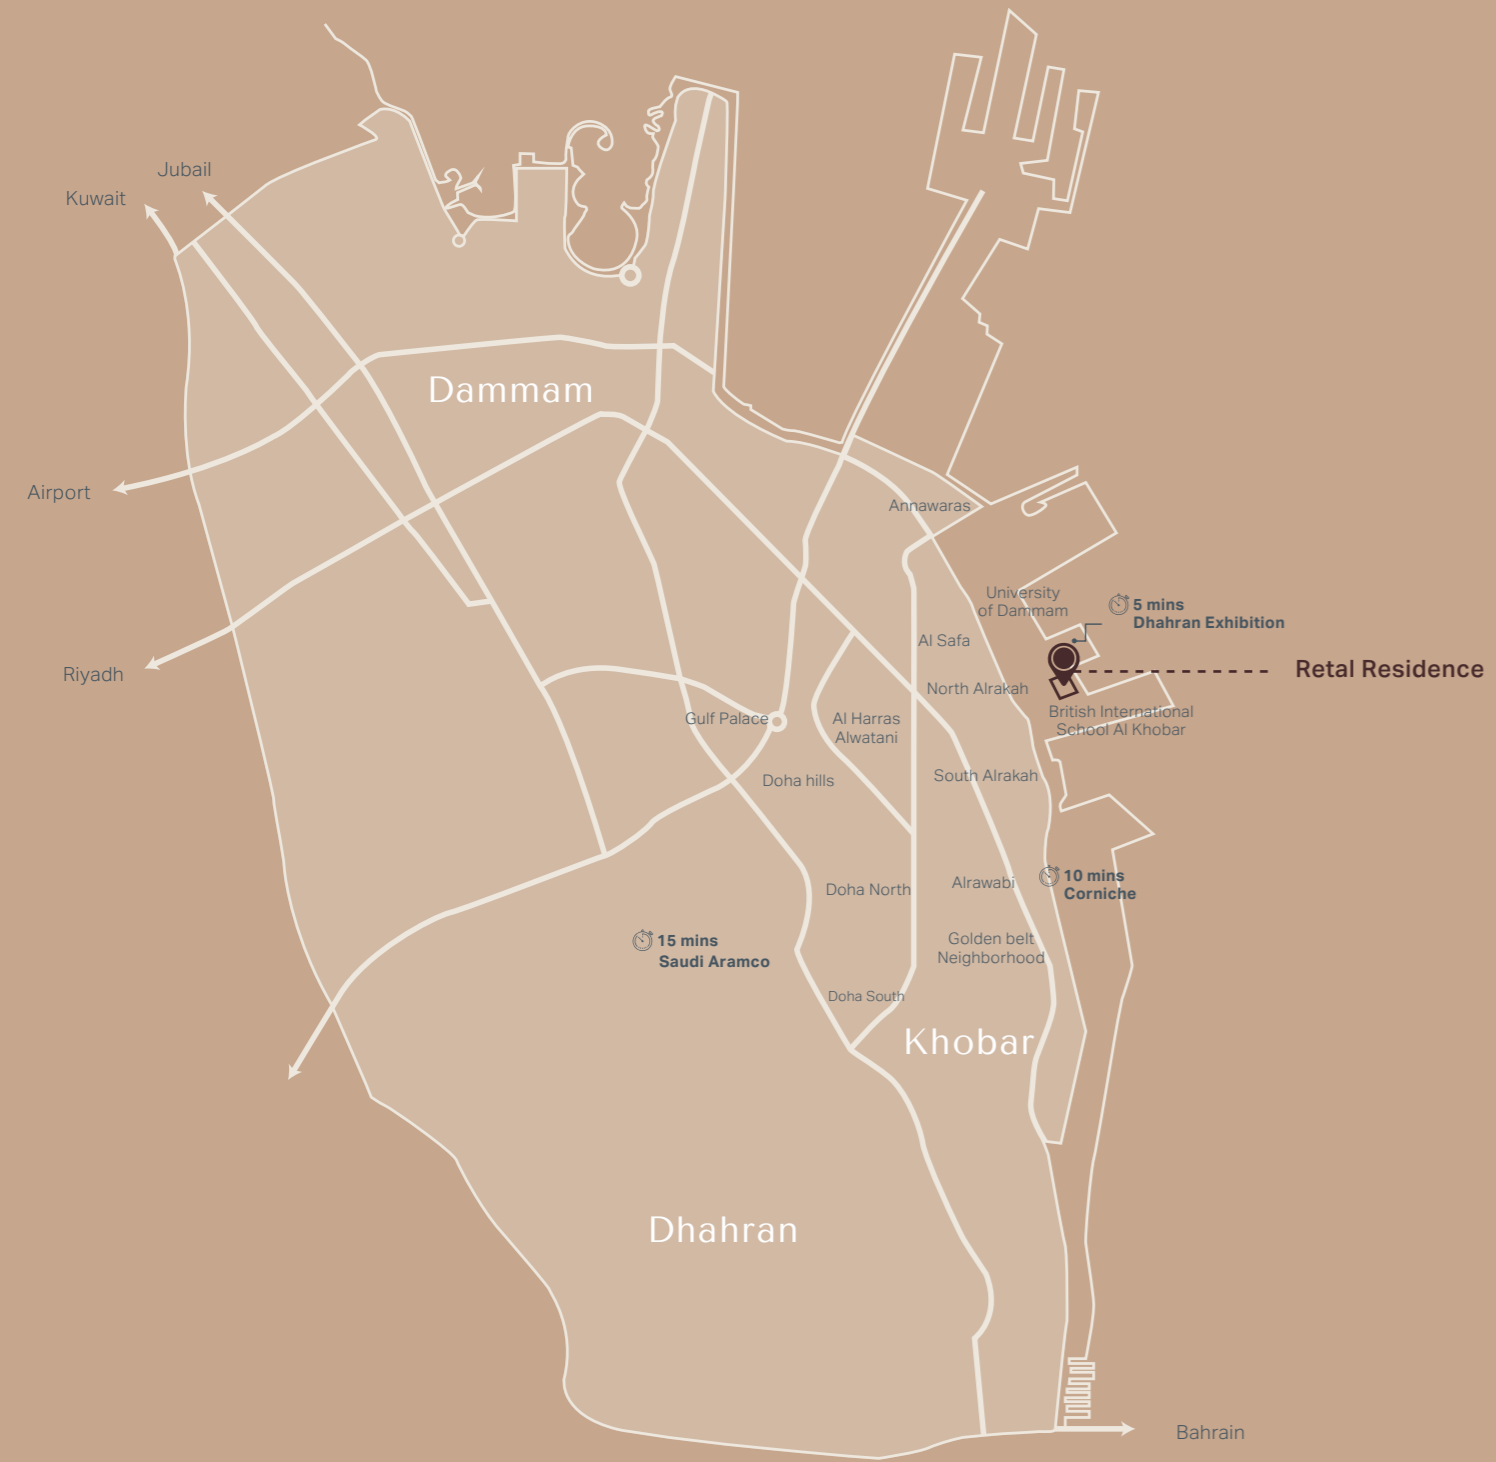 Jubail
Kuwait
Dammam
Airport
Annawaras
University
of Dammam
5 mins
Dhahran Exhibition
Al Safa
Riyadh
Retal Residence
North Alrakah
British International
School Al Khobar
Gulf Palace
Al Harras
Alwatani
Doha hills
South Alrakah
Doha North
Alrawabi
10 mins
Corniche
15 mins
Saudi Aramco
Golden belt
Neighborhood
Doha South
Khobar
Dhahran
Bahrain